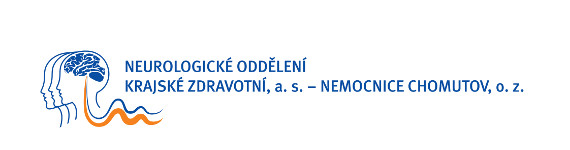 NEUROLOGICKÉ ODDĚLENÍ
KRAJSKÉ ZDRAVOTNÍ, a. s. – NEMOCNICE CHOMUTOV, o. z.